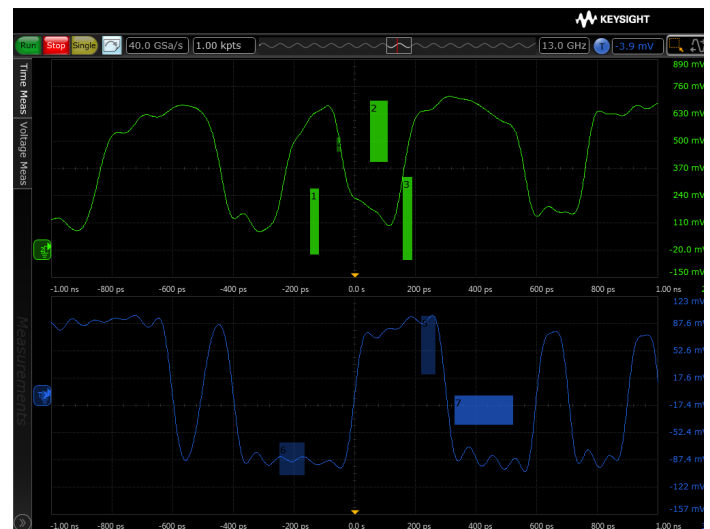 KEYSIGHT
Run Stop Single 40.0 GSa/s 1.00 kpts 13.0 GHz T -3.9 mV
Time Meas
Voltage Meas
Measurements
890 mV
760 mV
630 mV
500 mV
370 mV
240 mV
110 mV
-20.0 mV
-150 mV
2
1
3
-1.00 ns -800 ps -600 ps -400 ps -200 ps 0.0 s 200 ps 400 ps 600 ps 800 ps 1.00 ns
123 mV
87.6 mV
52.6 mV
17.6 mV
-17.4 mV
-52.4 mV
-87.4 mV
-122 mV
-157 mV
5
7
6
-1.00 ns -800 ps -600 ps -400 ps -200 ps 0.0 s 200 ps 400 ps 600 ps 800 ps 1.00 ns